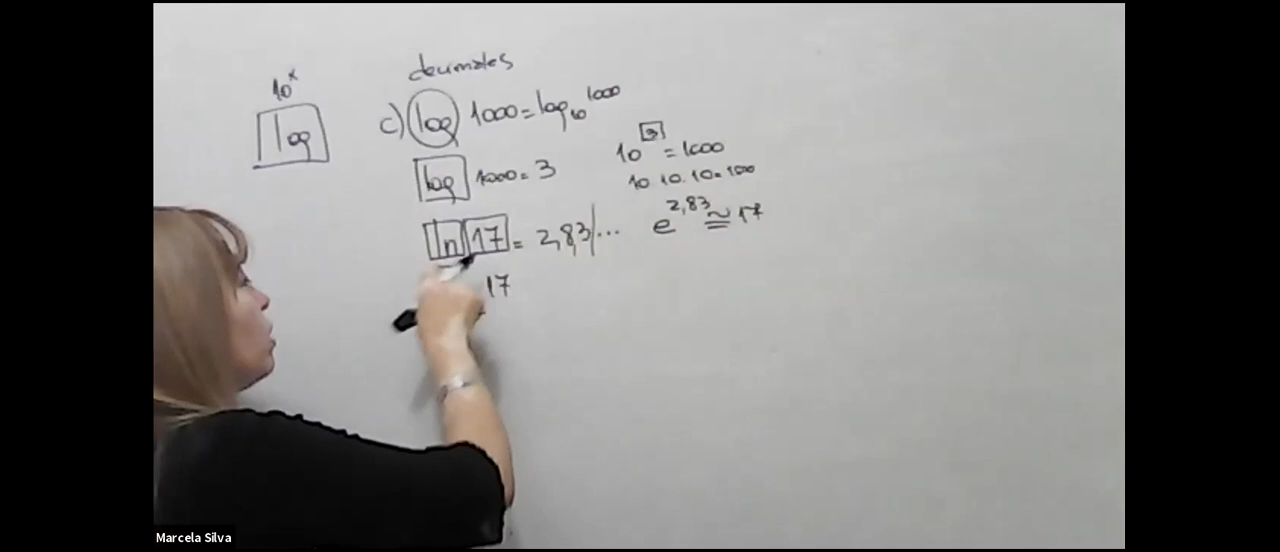 decimales
10^x
log
c) log 1000 = log₁₀ 1000
log 1000 = 3
10^3 = 1000
10 10. 10 = 1000
ln 17 = 2,83 ...
e^2,83 ≅ 17
17
Marcela Silva